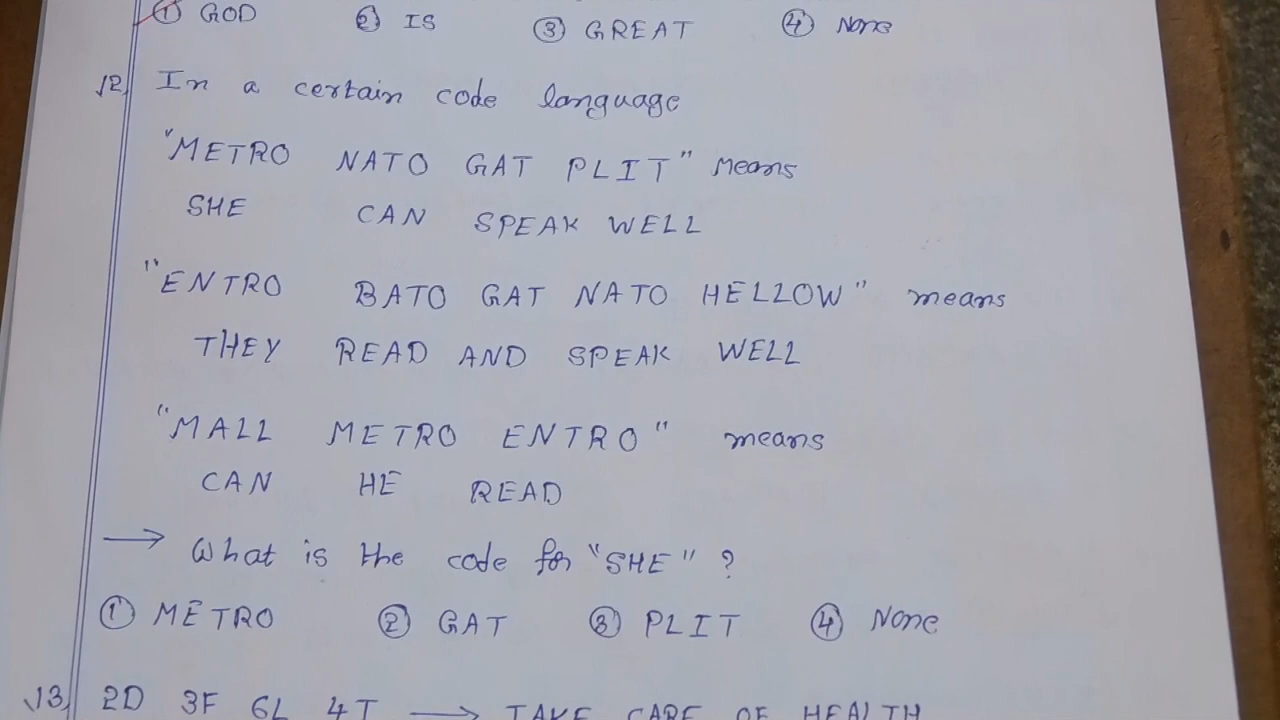 ① GOD ② IS ③ GREAT ④ None
12) In a certain code language
"METRO NATO GAT PLIT" means
SHE CAN SPEAK WELL
"ENTRO BATO GAT NATO HELLOW" means
THEY READ AND SPEAK WELL
"MALL METRO ENTRO" means
CAN HE READ
→ What is the code for "SHE" ?
① METRO ② GAT ③ PLIT ④ None
13) 2D 3F 6L 4T → TAKE CARE OF HEALTH